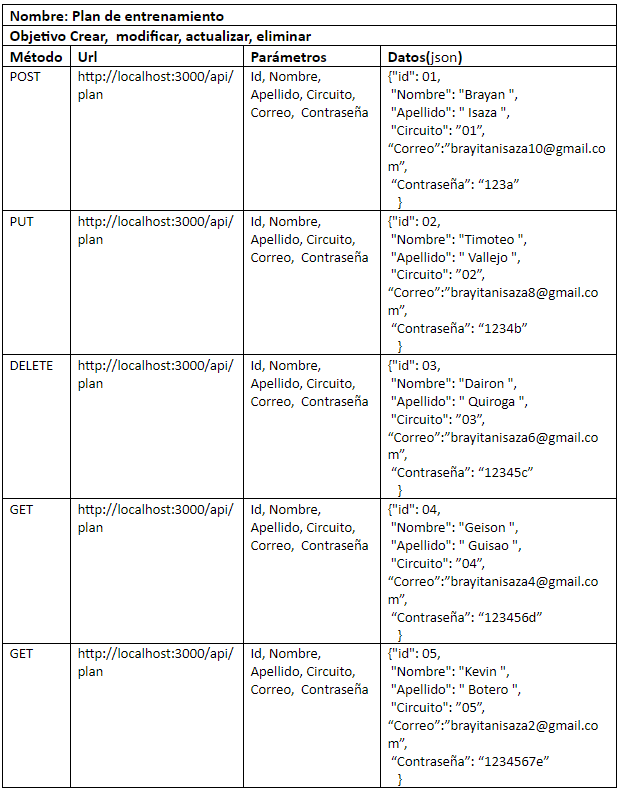 Nombre: Plan de entrenamiento
Objetivo Crear,  modificar, actualizar, eliminar
Método Url Parámetros Datos(json)
POST http://localhost:3000/api/ Id, Nombre, {"id": 01,
plan Apellido, Circuito, "Nombre": "Brayan ",
Correo,  Contraseña "Apellido": " Isaza ",
"Circuito": ”01”,
“Correo”:”brayitanisaza10@gmail.co
m”,
“Contraseña”: “123a”
}
PUT http://localhost:3000/api/ Id, Nombre, {"id": 02,
plan Apellido, Circuito, "Nombre": "Timoteo ",
Correo,  Contraseña "Apellido": " Vallejo ",
"Circuito": ”02”,
“Correo”:”brayitanisaza8@gmail.co
m”,
“Contraseña”: “1234b”
}
DELETE http://localhost:3000/api/ Id, Nombre, {"id": 03,
plan Apellido, Circuito, "Nombre": "Dairon ",
Correo,  Contraseña "Apellido": " Quiroga ",
"Circuito": ”03”,
“Correo”:”brayitanisaza6@gmail.co
m”,
“Contraseña”: “12345c”
}
GET http://localhost:3000/api/ Id, Nombre, {"id": 04,
plan Apellido, Circuito, "Nombre": "Geison ",
Correo,  Contraseña "Apellido": " Guisao ",
"Circuito": ”04”,
“Correo”:”brayitanisaza4@gmail.co
m”,
“Contraseña”: “123456d”
}
GET http://localhost:3000/api/ Id, Nombre, {"id": 05,
plan Apellido, Circuito, "Nombre": "Kevin ",
Correo,  Contraseña "Apellido": " Botero ",
"Circuito": ”05”,
“Correo”:”brayitanisaza2@gmail.co
m”,
“Contraseña”: “1234567e”
}